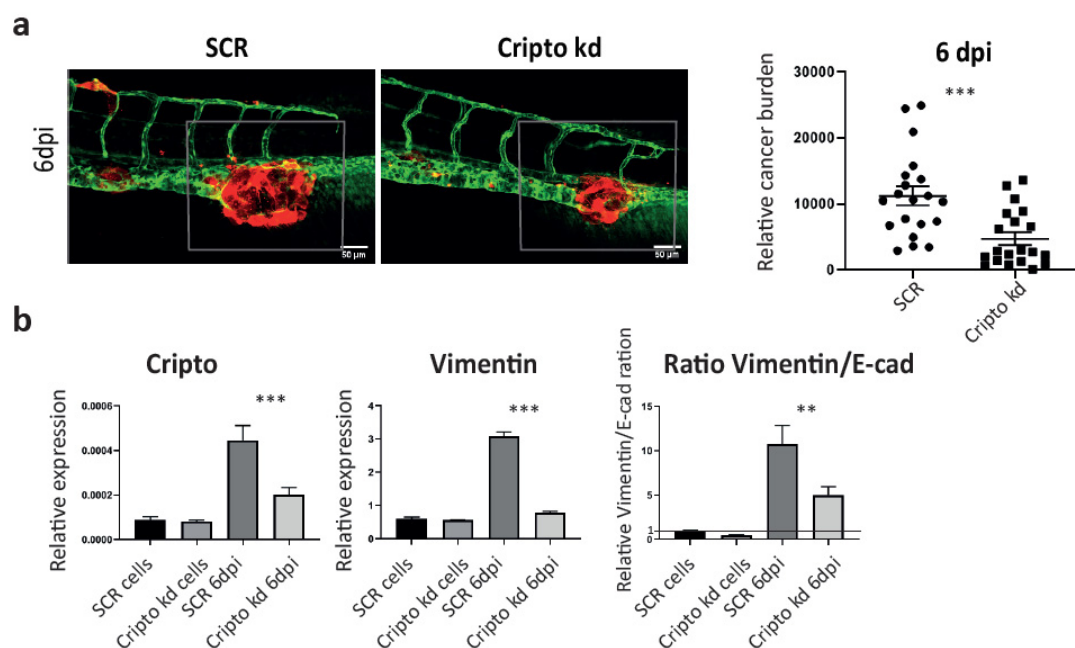 a
SCR
Cripto kd
6dpi
50 µm
50 µm
6 dpi
Relative cancer burden
30000
20000
10000
0
***
SCR
Cripto kd
b
Cripto
Relative expression
0.0006
0.0004
0.0002
0.0000
***
SCR cells
Cripto kd cells
SCR 6dpi
Cripto kd 6dpi
Vimentin
Relative expression
4
3
2
1
0
***
SCR cells
Cripto kd cells
SCR 6dpi
Cripto kd 6dpi
Ratio Vimentin/E-cad
Relative Vimentin/E-cad ration
15
10
5
1
0
**
SCR cells
Cripto kd cells
SCR 6dpi
Cripto kd 6dpi